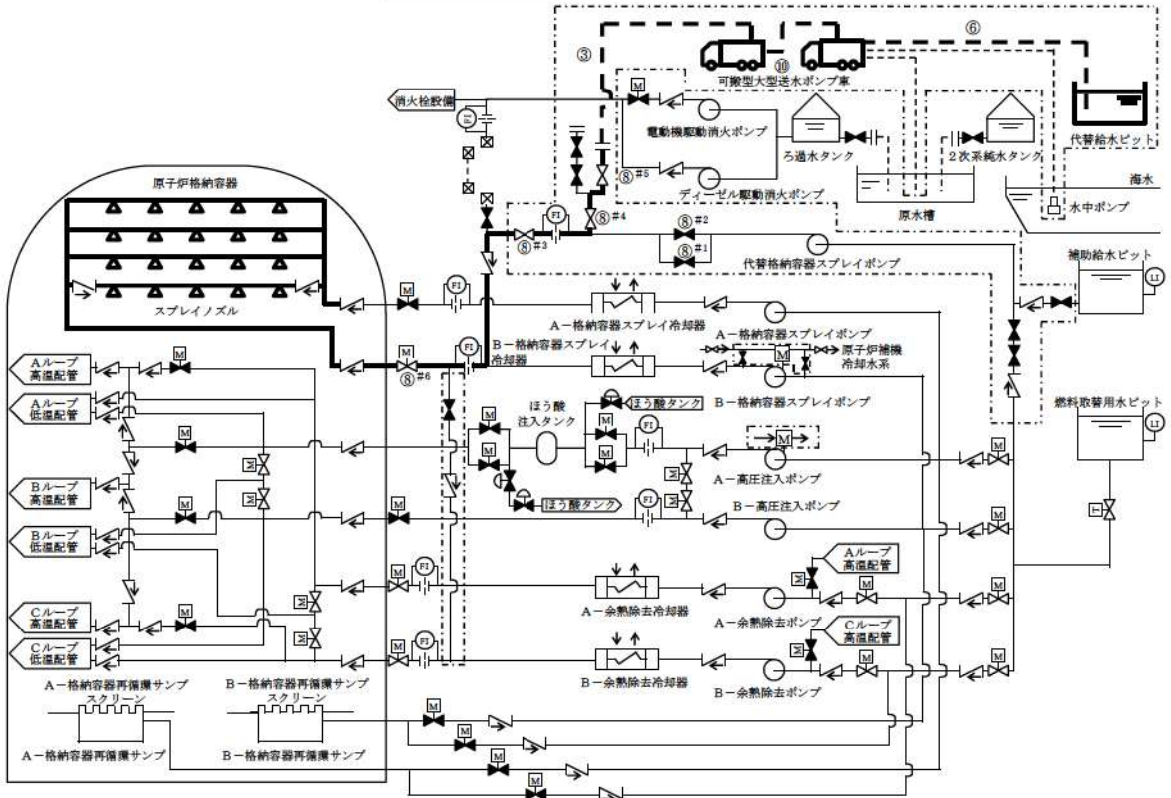 ⑥
③
⑩
可搬型大型送水ポンプ車
消火栓設備
M
FI
電動機駆動消火ポンプ
ろ過水タンク
2次系純水タンク
代替給水ピット
⑧#5
ディーゼル駆動消火ポンプ
原水槽
海水
水中ポンプ
原子炉格納容器
⑧#4
FI
⑧#3
⑧#2
⑧#1
代替格納容器スプレイポンプ
補助給水ピット
LI
スプレイノズル
M
FI
A-格納容器スプレイ冷却器
A-格納容器スプレイポンプ
B-格納容器スプレイ
冷却器
M
FI
⑧#6
M
原子炉補機
冷却水系
B-格納容器スプレイポンプ
燃料取替用水ピット
LI
Aループ
高温配管
M
Aループ
低温配管
ほう酸
注入タンク
ほう酸タンク
M
M
M
M
M
FI
M
A-高圧注入ポンプ
M
M
M
M
Bループ
高温配管
M
M
M
ほう酸タンク
FI
B-高圧注入ポンプ
M
T
Bループ
低温配管
M
FI
A-余熱除去冷却器
Aループ
高温配管
M
M
A-余熱除去ポンプ
M
M
Cループ
高温配管
M
M
Cループ
低温配管
M
FI
B-余熱除去冷却器
Cループ
高温配管
M
M
B-余熱除去ポンプ
M
A-格納容器再循環サンプ
スクリーン
B-格納容器再循環サンプ
スクリーン
A-格納容器再循環サンプ
B-格納容器再循環サンプ
M
M
M
M